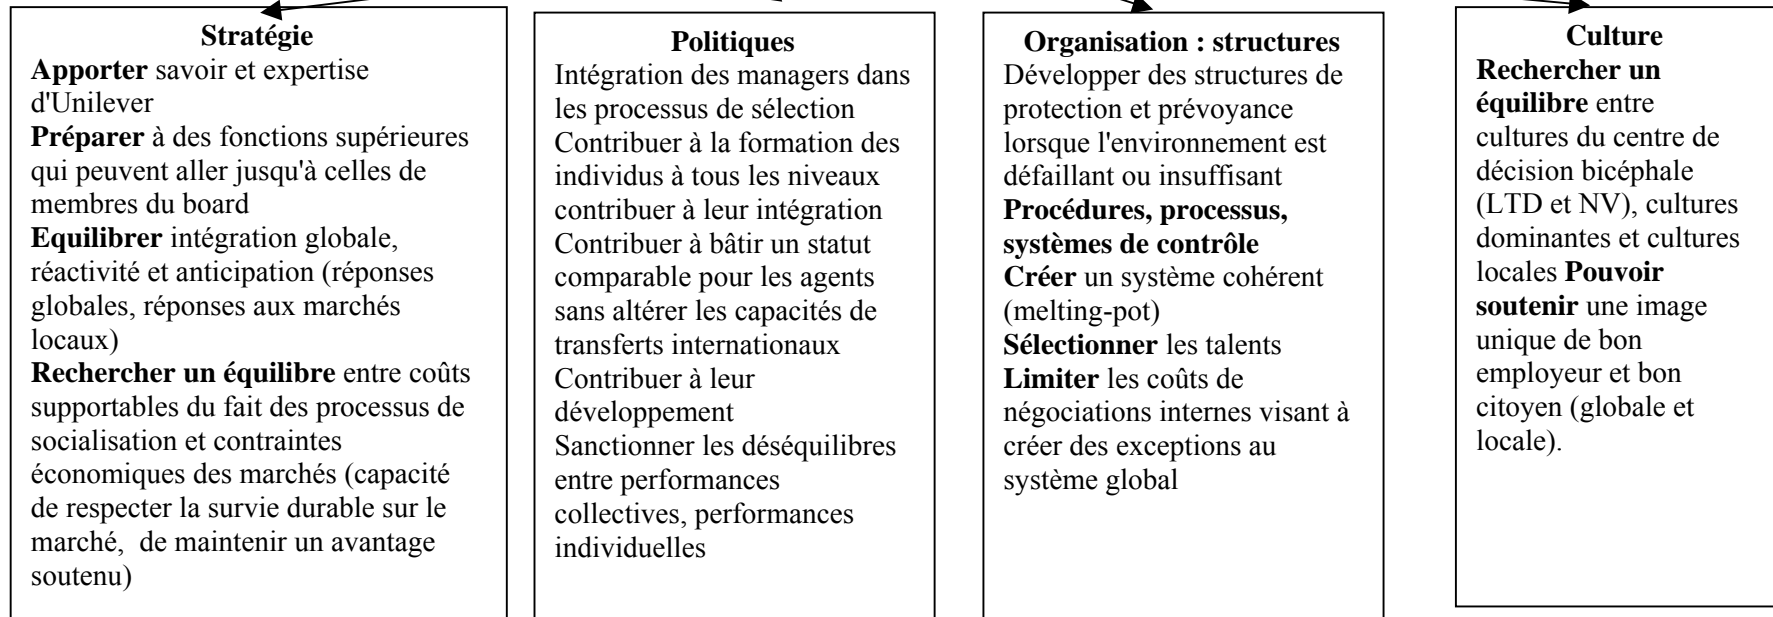 Stratégie
Apporter savoir et expertise
d'Unilever
Préparer à des fonctions supérieures
qui peuvent aller jusqu'à celles de
membres du board
Equilibrer intégration globale,
réactivité et anticipation (réponses
globales, réponses aux marchés
locaux)
Rechercher un équilibre entre coûts
supportables du fait des processus de
socialisation et contraintes
économiques des marchés (capacité
de respecter la survie durable sur le
marché,  de maintenir un avantage
soutenu)
Politiques
Intégration des managers dans
les processus de sélection
Contribuer à la formation des
individus à tous les niveaux
contribuer à leur intégration
Contribuer à bâtir un statut
comparable pour les agents
sans altérer les capacités de
transferts internationaux
Contribuer à leur
développement
Sanctionner les déséquilibres
entre performances
collectives, performances
individuelles
Organisation : structures
Développer des structures de
protection et prévoyance
lorsque l'environnement est
défaillant ou insuffisant
Procédures, processus,
systèmes de contrôle
Créer un système cohérent
(melting-pot)
Sélectionner les talents
Limiter les coûts de
négociations internes visant à
créer des exceptions au
système global
Culture
Rechercher un
équilibre entre
cultures du centre de
décision bicéphale
(LTD et NV), cultures
dominantes et cultures
locales Pouvoir
soutenir une image
unique de bon
employeur et bon
citoyen (globale et
locale).